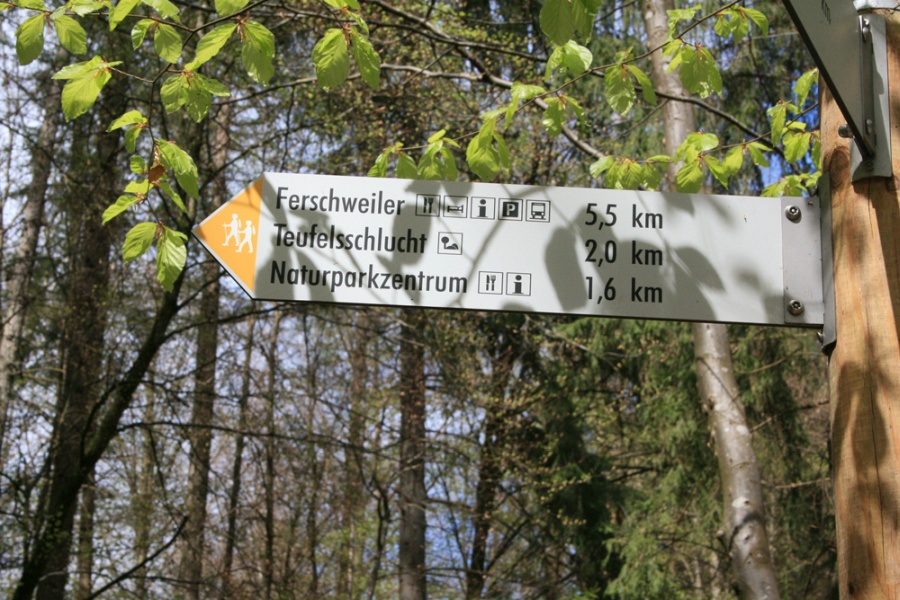 Ferschweiler i P 5,5 km
Teufelsschlucht 2,0 km
Naturparkzentrum i 1,6 km